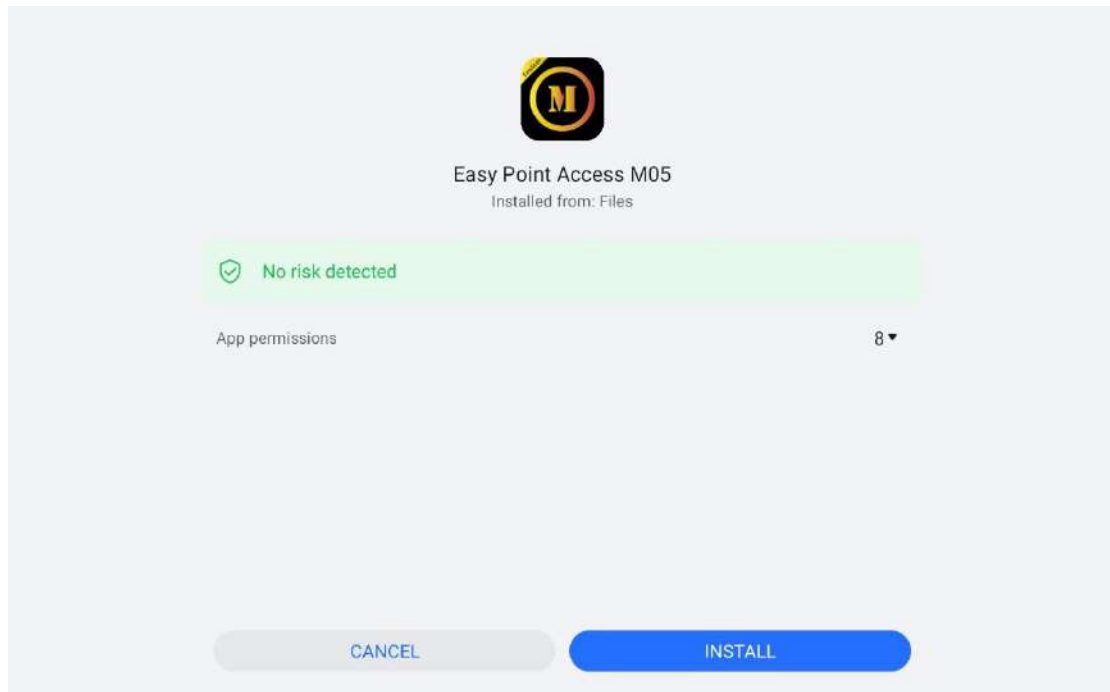 M
Easy Point Access M05
Installed from: Files
No risk detected
App permissions
8
CANCEL
INSTALL